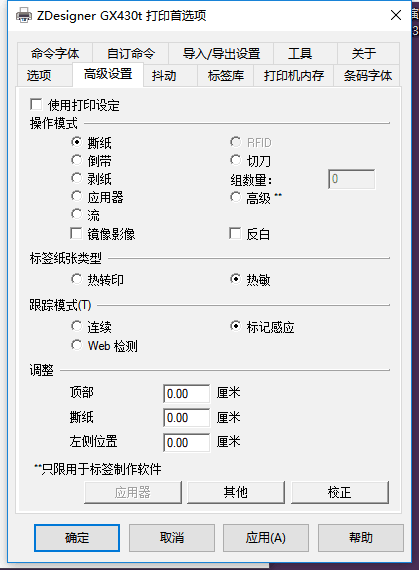 ZDesigner GX430t 打印首选项
命令字体 自订命令 导入/导出设置 工具 关于
选项 高级设置 抖动 标签库 打印机内存 条码字体
使用打印设定
操作模式
撕纸 RFID
倒带 切刀
剥纸 组数量: 0
应用器 高级 **
流
镜像影像 反白
标签纸张类型
热转印 热敏
跟踪模式(T)
连续 标记感应
Web 检测
调整
顶部 0.00 厘米
撕纸 0.00 厘米
左侧位置 0.00 厘米
**只限用于标签制作软件
应用器 其他 校正
确定 取消 应用(A) 帮助